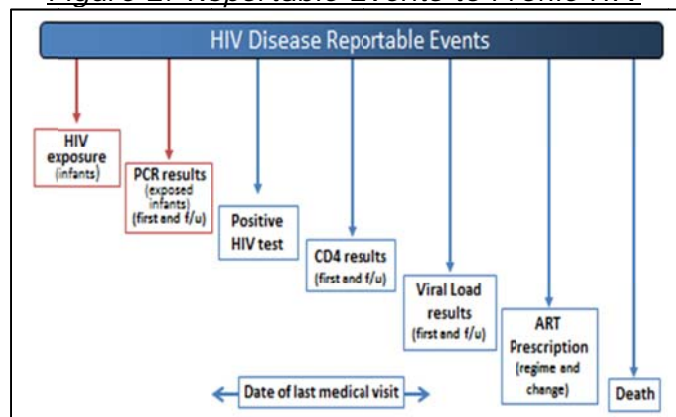 HIV Disease Reportable Events
HIV
exposure
(infants)
PCR results
(exposed
infants)
(first and f/u)
Positive
HIV test
CD4 results
(first and f/u)
Viral Load
results
(first and f/u)
ART
Prescription
(regime and
change)
Death
Date of last medical visit